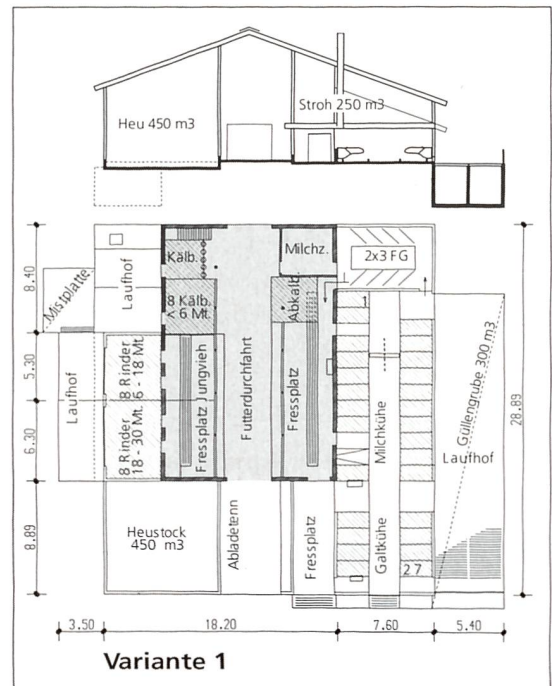 Heu 450 m3
Stroh 250 m3
Kälb.
Milchz.
2x3 FG
8.40
Mistplatte
Laufhof
8 Kälb.
< 6 Mt.
Abkalb.
1
5.30
Laufhof
8 Rinder
6 - 18 Mt.
Fressplatz Jungvieh
Futterdurchfahrt
Fressplatz
Milchkühe
Güllengrube 300 m3
Laufhof
28.89
6.30
8 Rinder
18 - 30 Mt.
8.89
Heustock
450 m3
Abladetenn
Fressplatz
Galtkühe
27
3.50
18.20
7.60
5.40
Variante 1